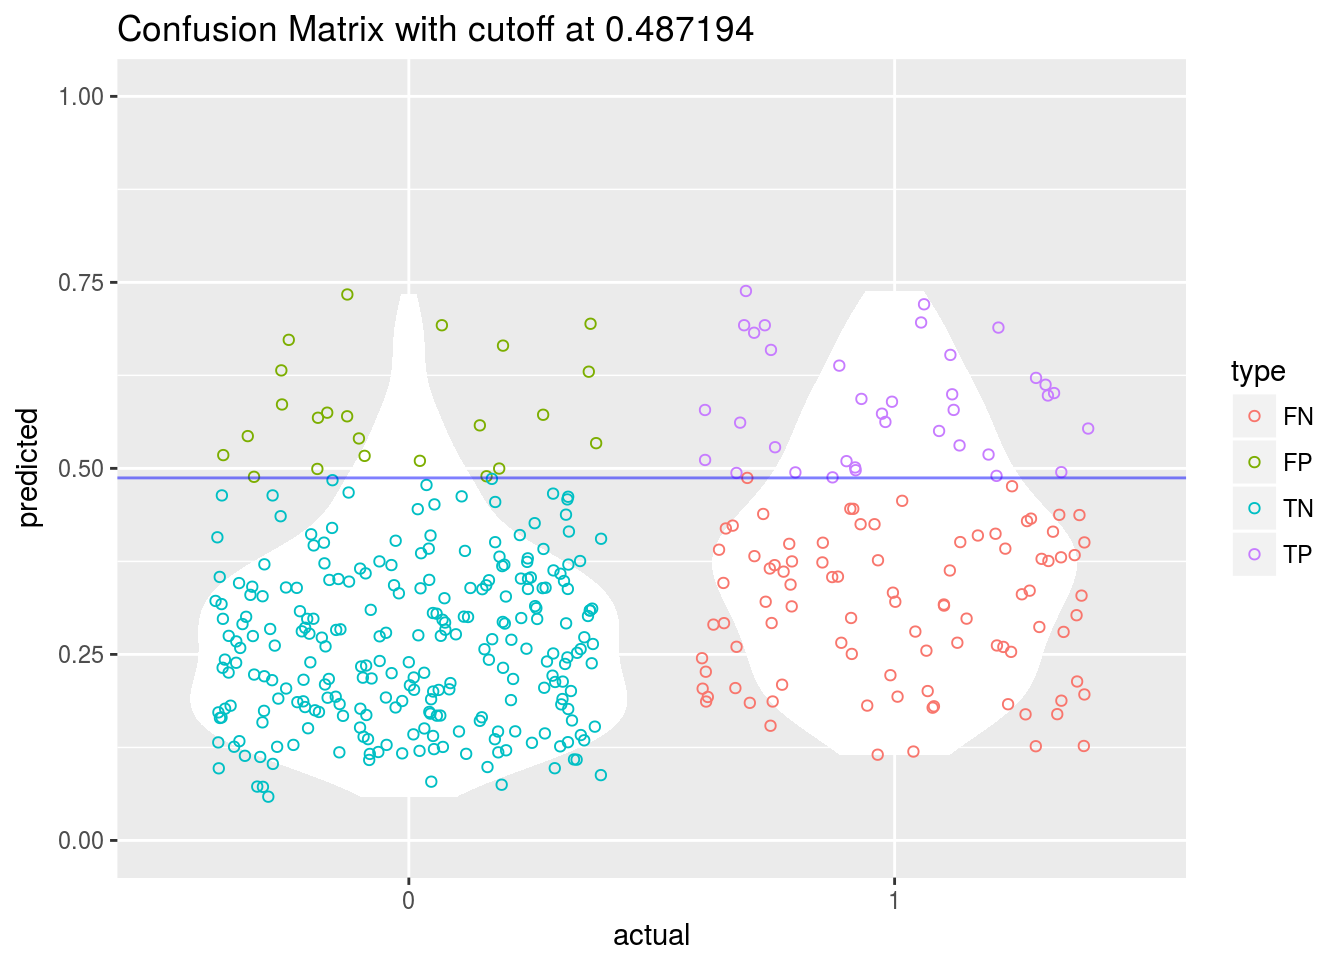 Confusion Matrix with cutoff at 0.487194
1.00
0.75
0.50
0.25
0.00
predicted
0
1
actual
type
FN
FP
TN
TP